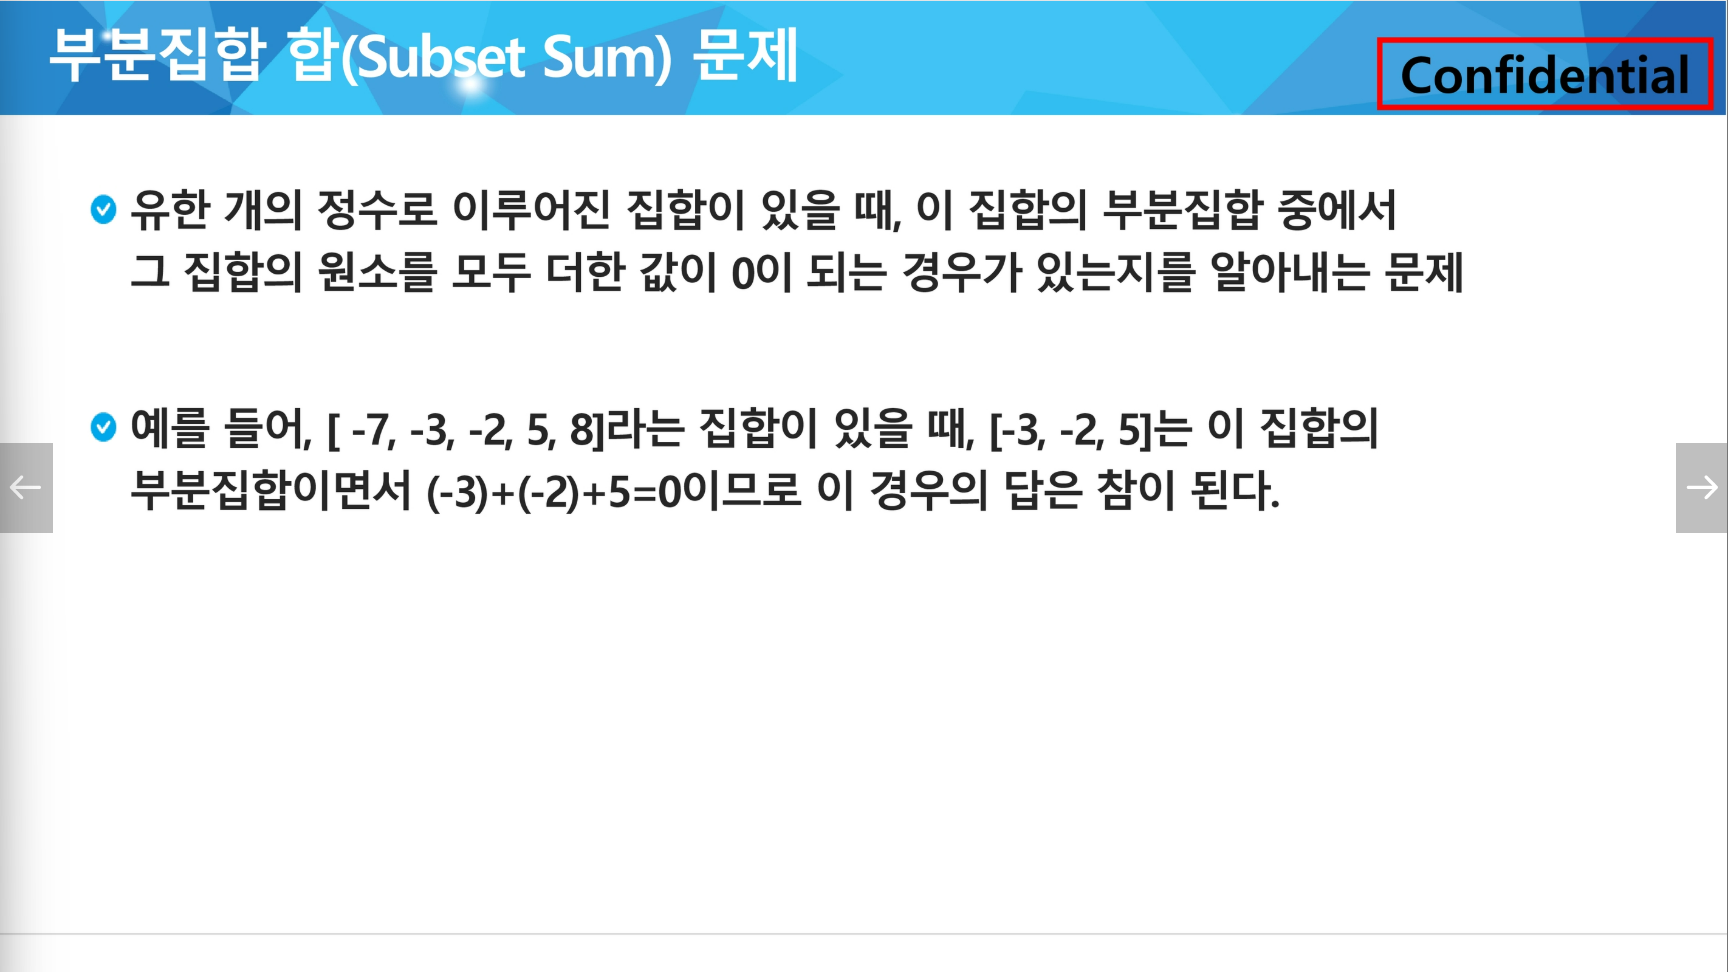 부분집합 합(Subset Sum) 문제
Confidential
유한 개의 정수로 이루어진 집합이 있을 때, 이 집합의 부분집합 중에서
그 집합의 원소를 모두 더한 값이 0이 되는 경우가 있는지를 알아내는 문제
예를 들어, [ -7, -3, -2, 5, 8]라는 집합이 있을 때, [-3, -2, 5]는 이 집합의
부분집합이면서 (-3)+(-2)+5=0이므로 이 경우의 답은 참이 된다.